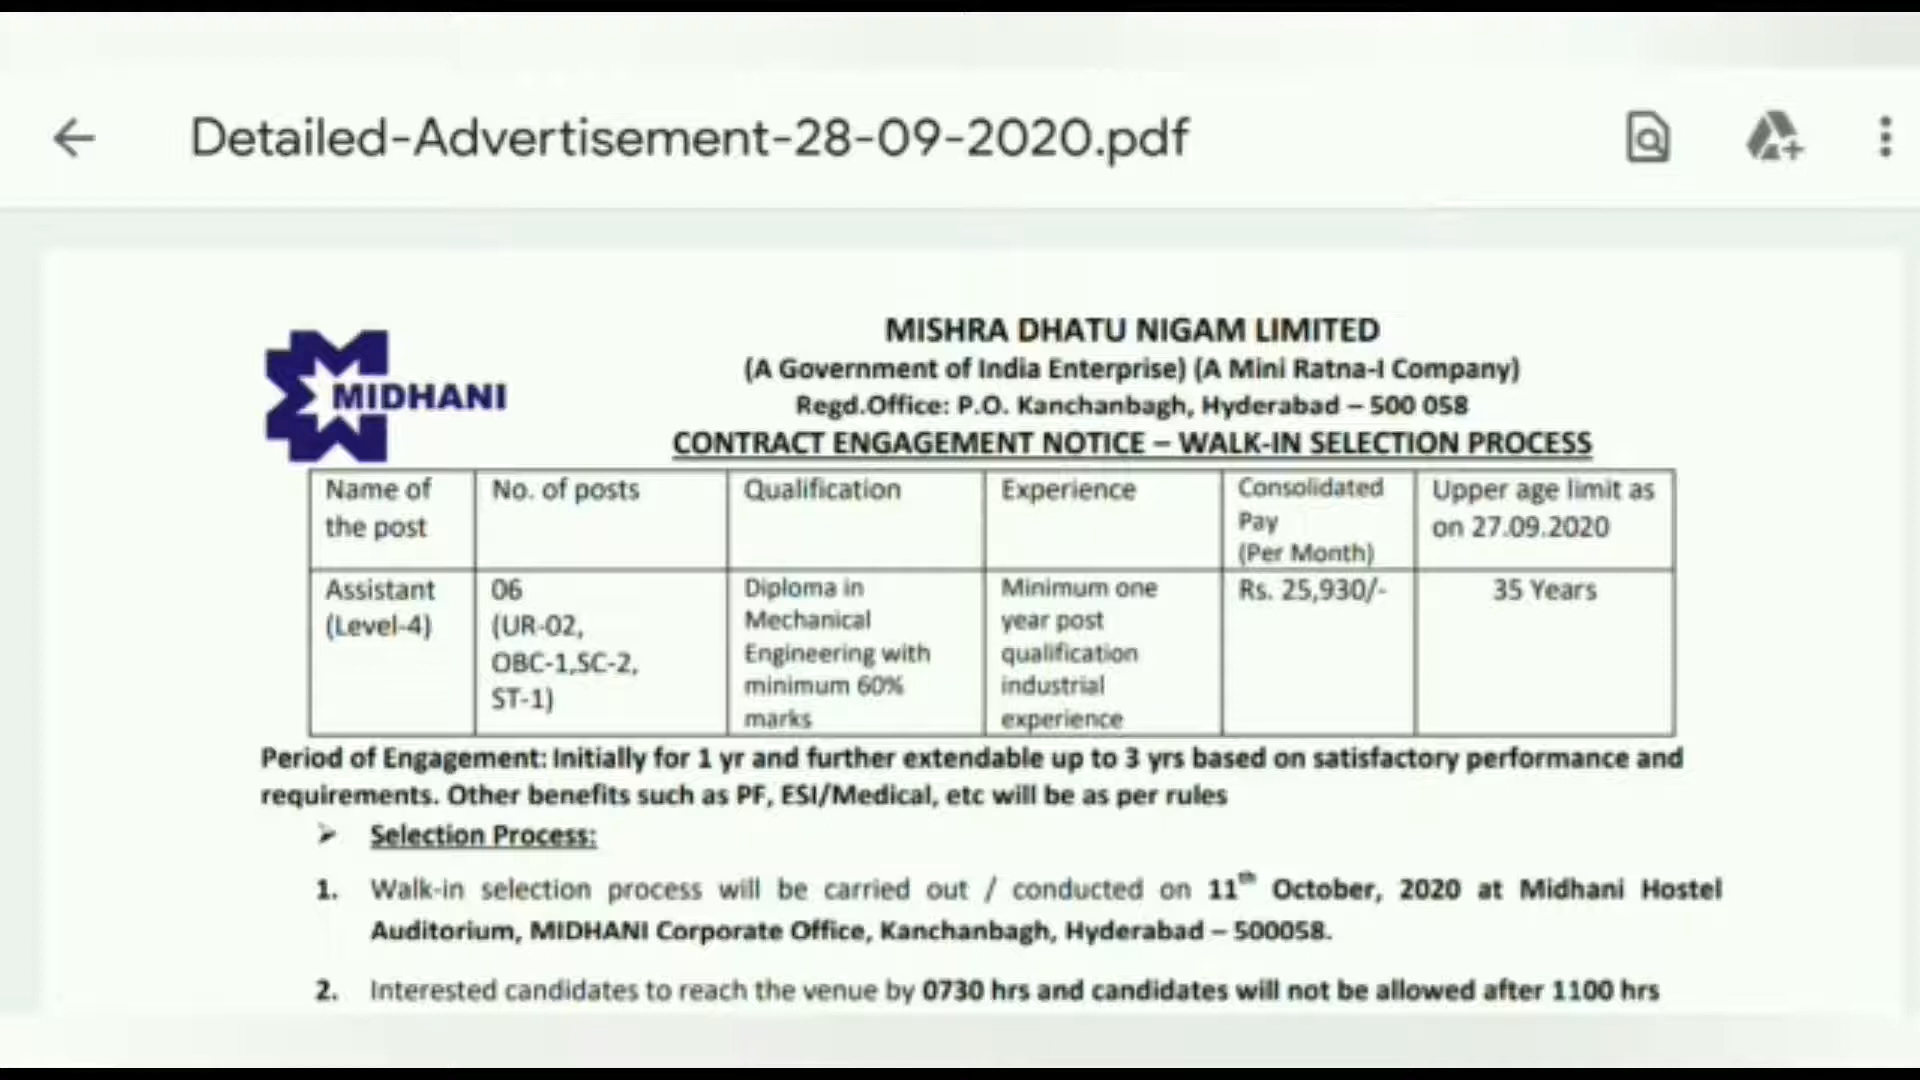 Detailed-Advertisement-28-09-2020.pdf
MIDHANI
MISHRA DHATU NIGAM LIMITED
(A Government of India Enterprise) (A Mini Ratna-I Company)
Regd.Office: P.O. Kanchanbagh, Hyderabad – 500 058
CONTRACT ENGAGEMENT NOTICE – WALK-IN SELECTION PROCESS
Name of
the post
No. of posts
Qualification
Experience
Consolidated
Pay
(Per Month)
Upper age limit as
on 27.09.2020
Assistant
(Level-4)
06
(UR-02,
OBC-1,SC-2,
ST-1)
Diploma in
Mechanical
Engineering with
minimum 60%
marks
Minimum one
year post
qualification
industrial
experience
Rs. 25,930/-
35 Years
Period of Engagement: Initially for 1 yr and further extendable up to 3 yrs based on satisfactory performance and
requirements. Other benefits such as PF, ESI/Medical, etc will be as per rules
➢ Selection Process:
1. Walk-in selection process will be carried out / conducted on 11th October, 2020 at Midhani Hostel
Auditorium, MIDHANI Corporate Office, Kanchanbagh, Hyderabad – 500058.
2. Interested candidates to reach the venue by 0730 hrs and candidates will not be allowed after 1100 hrs